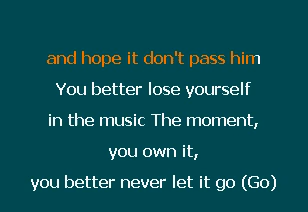 and hope it don't pass him
You better lose yourself
in the music The moment,
you own it,
you better never let it go (Go)